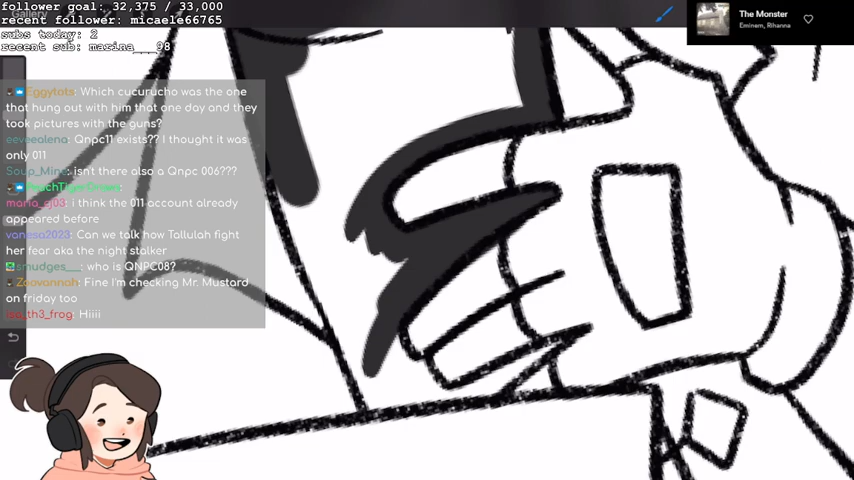 follower goal: 32,375 / 33,000
recent follower: micaele66765
subs today: 2
recent sub: marina___98
Gallery
The Monster
Eminem, Rihanna
Eggytats: Which cucurucho was the one
that hung out with him that one day and they
took pictures with the guns?
eeveealena: Qnpc11 exists?? I thought it was
only 011
isn't there also a Qnpc 006???
maria_cj03: i think the 011 account already
appeared before
vanesa2023: Can we talk how Tallulah fight
her fear aka the night stalker
smudges__: who is QNPC08?
Zoovannah: Fine I'm checking Mr. Mustard
on friday too
Hiiii